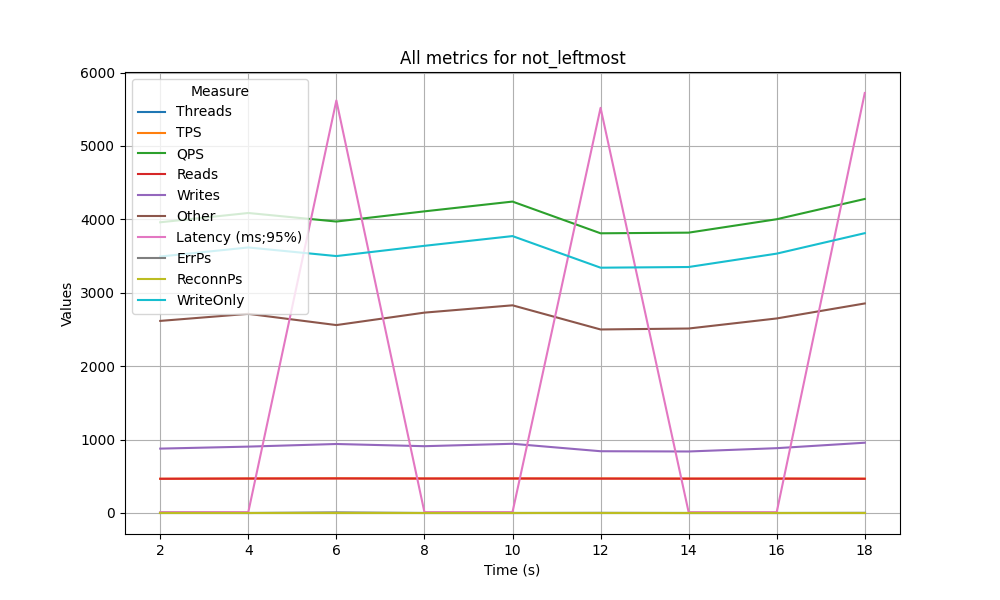 All metrics for not_leftmost
6000
5000
4000
3000
2000
1000
0
Values
Measure
Threads
TPS
QPS
Reads
Writes
Other
Latency (ms;95%)
ErrPs
ReconnPs
WriteOnly
2 4 6 8 10 12 14 16 18
Time (s)